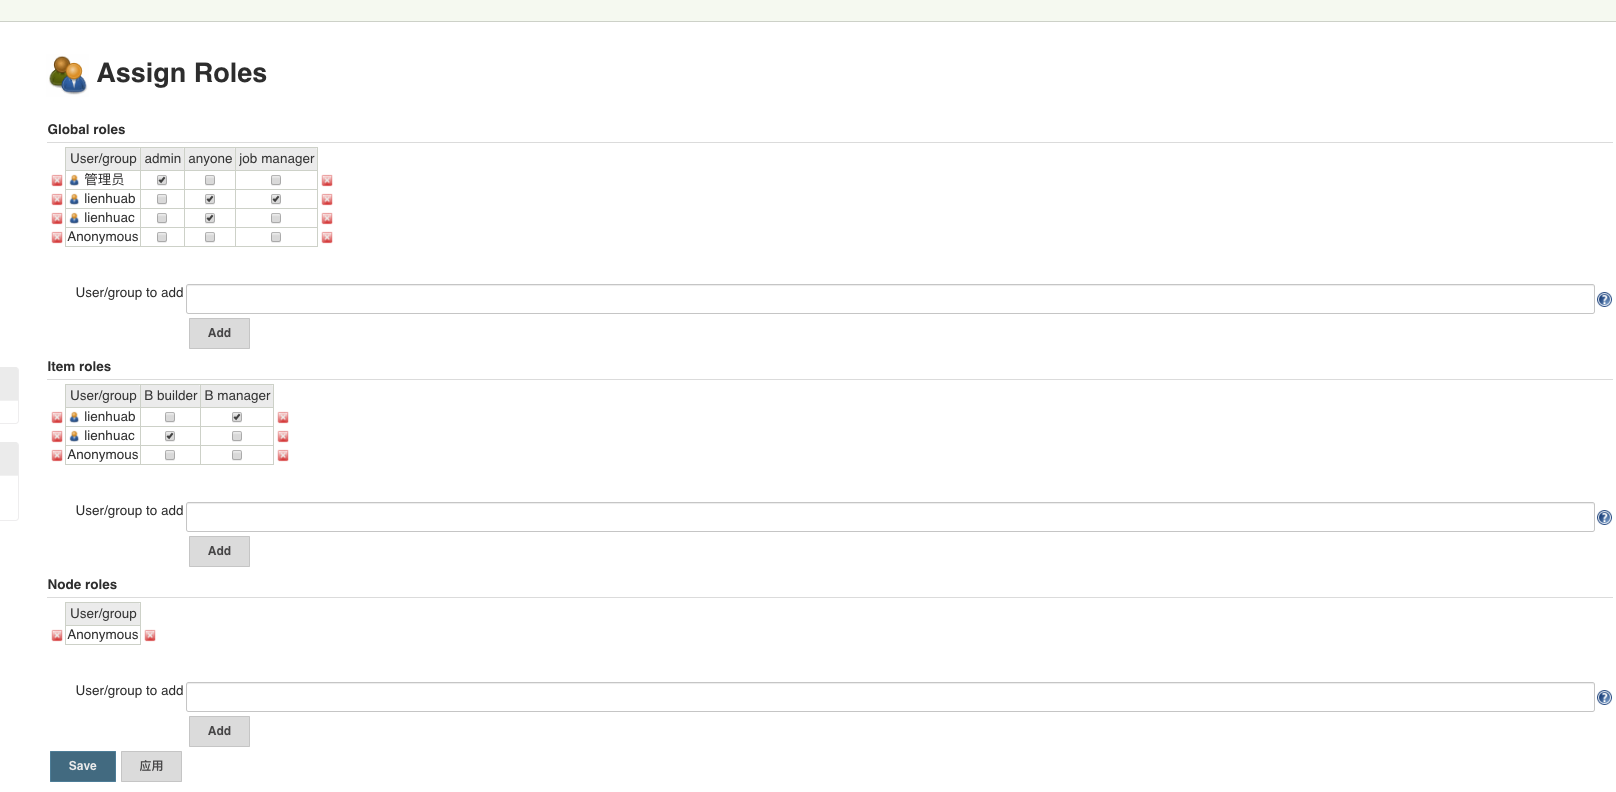 Assign Roles
Global roles
User/group admin anyone job manager
管理员
lienhuab
lienhuac
Anonymous
User/group to add
Add
Item roles
User/group B builder B manager
lienhuab
lienhuac
Anonymous
User/group to add
Add
Node roles
User/group
Anonymous
User/group to add
Add
Save 应用